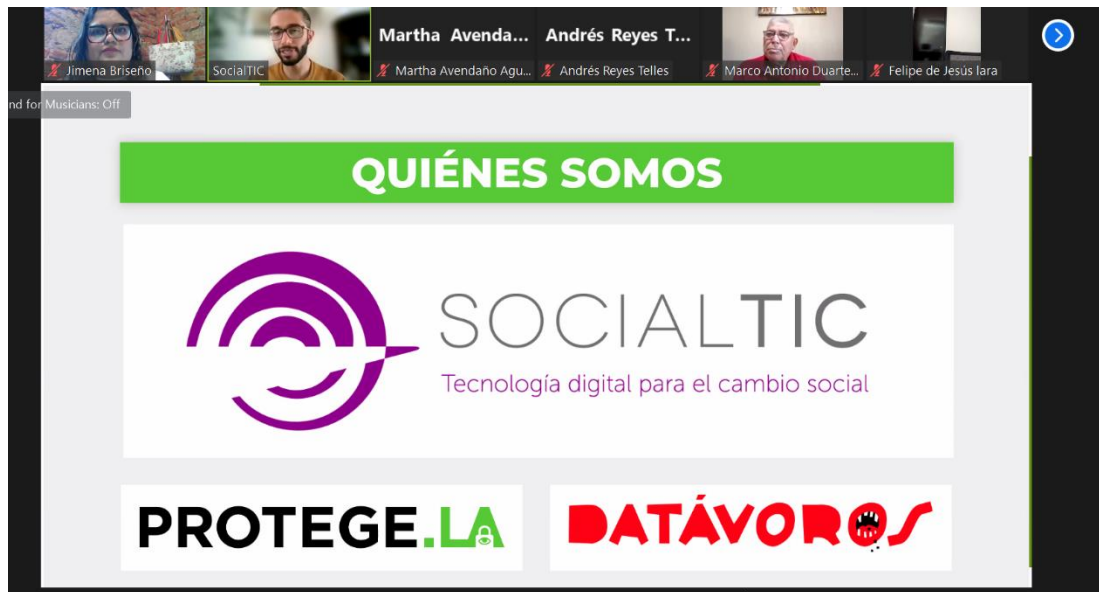 Martha Avenda...
Andrés Reyes T...
Jimena Briseño
SocialTIC
Martha Avendaño Agu...
Andrés Reyes Telles
Marco Antonio Duarte...
Felipe de Jesús lara
nd for Musicians: Off
QUIÉNES SOMOS
SOCIALTIC
Tecnología digital para el cambio social
PROTEGE.LA
DATÁVOROS